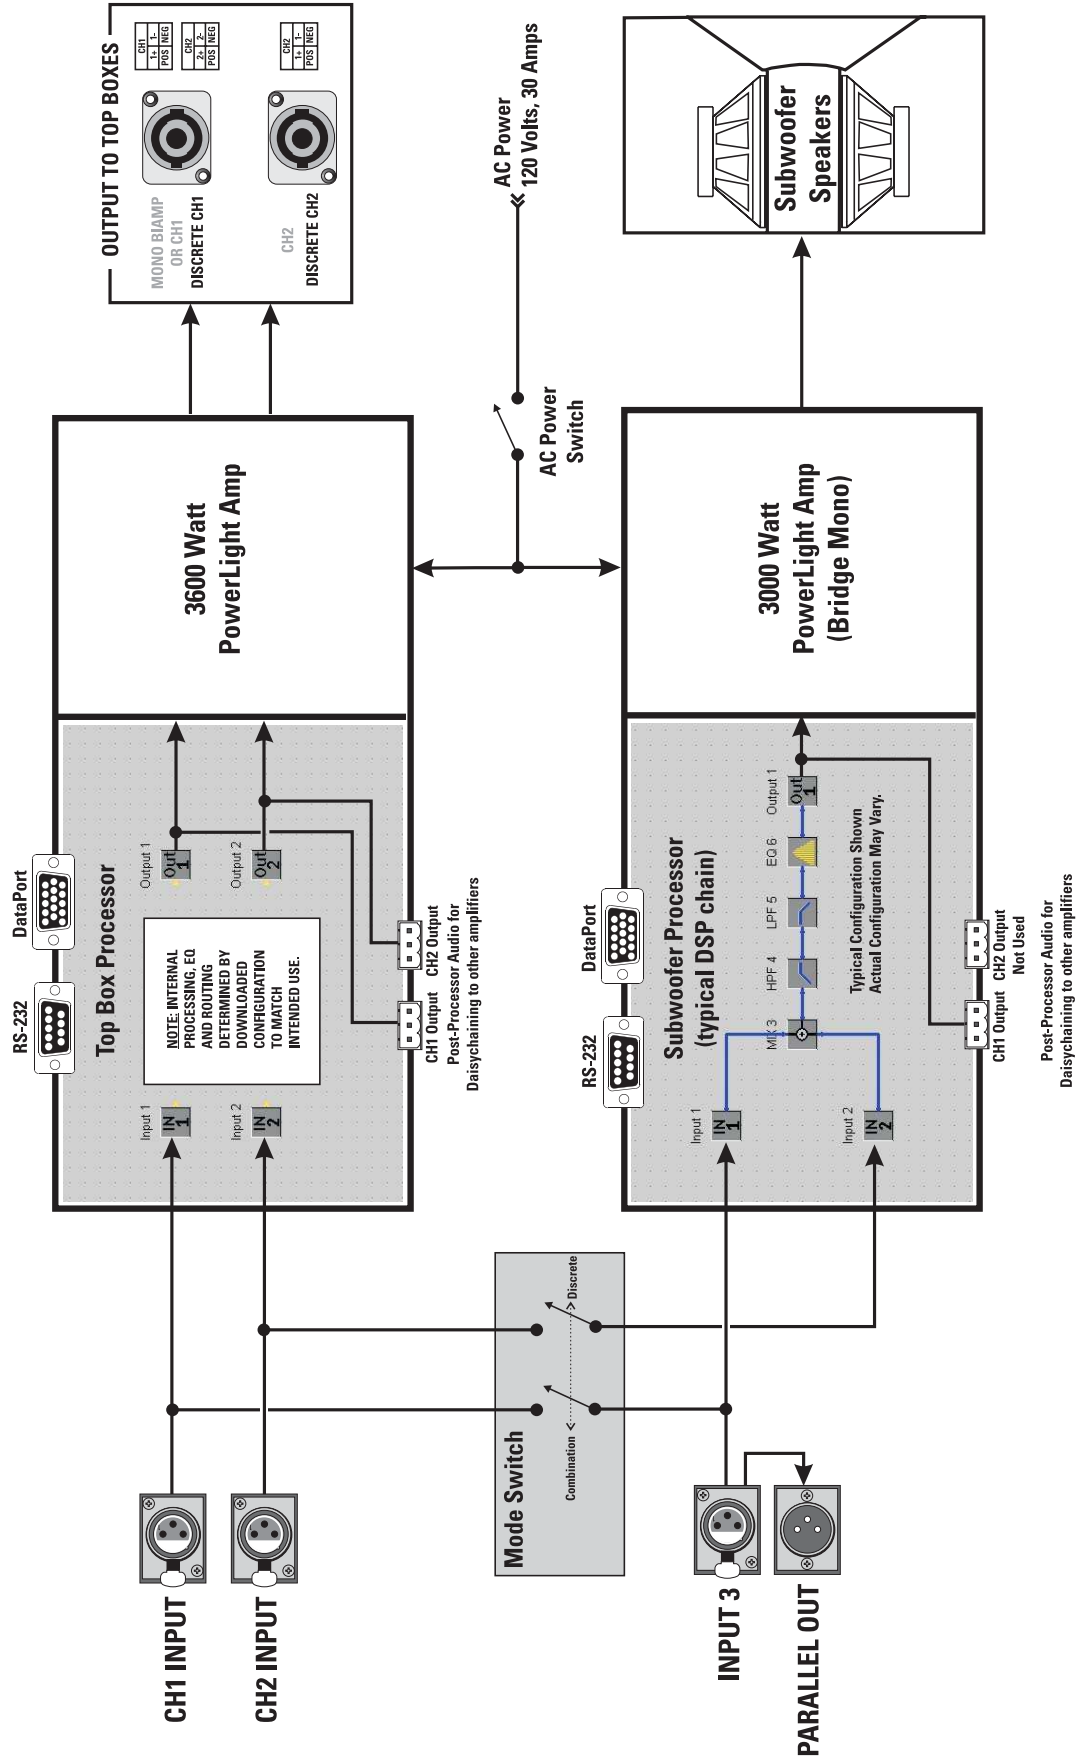 OUTPUT TO TOP BOXES
CH1
1+ 1-
POS NEG
CH2
2+ 2-
POS NEG
CH2
1+ 1-
POS NEG
MONO BIAMP
OR CH1
DISCRETE CH1
CH2
DISCRETE CH2
3600 Watt
PowerLight Amp
DataPort
RS-232
Top Box Processor
NOTE: INTERNAL
PROCESSING, EQ
AND ROUTING
DETERMINED BY
DOWNLOADED
CONFIGURATION
TO MATCH
INTENDED USE.
Output 1
Out
1
Output 2
Out
2
Input 1
IN
1
Input 2
IN
2
CH1 Output
CH2 Output
Post-Processor Audio for
Daisychaining to other amplifiers
CH1 INPUT
CH2 INPUT
AC Power
120 Volts, 30 Amps
AC Power
Switch
Mode Switch
Combination
Discrete
Subwoofer
Speakers
3000 Watt
PowerLight Amp
(Bridge Mono)
DataPort
RS-232
Subwoofer Processor
(typical DSP chain)
Input 1
IN
1
Input 2
IN
2
MIX 3
HPF 4
LPF 5
EQ 6
Output 1
Out
1
Typical Configuration Shown
Actual Configuration May Vary.
CH1 Output
CH2 Output
Not Used
Post-Processor Audio for
Daisychaining to other amplifiers
INPUT 3
PARALLEL OUT